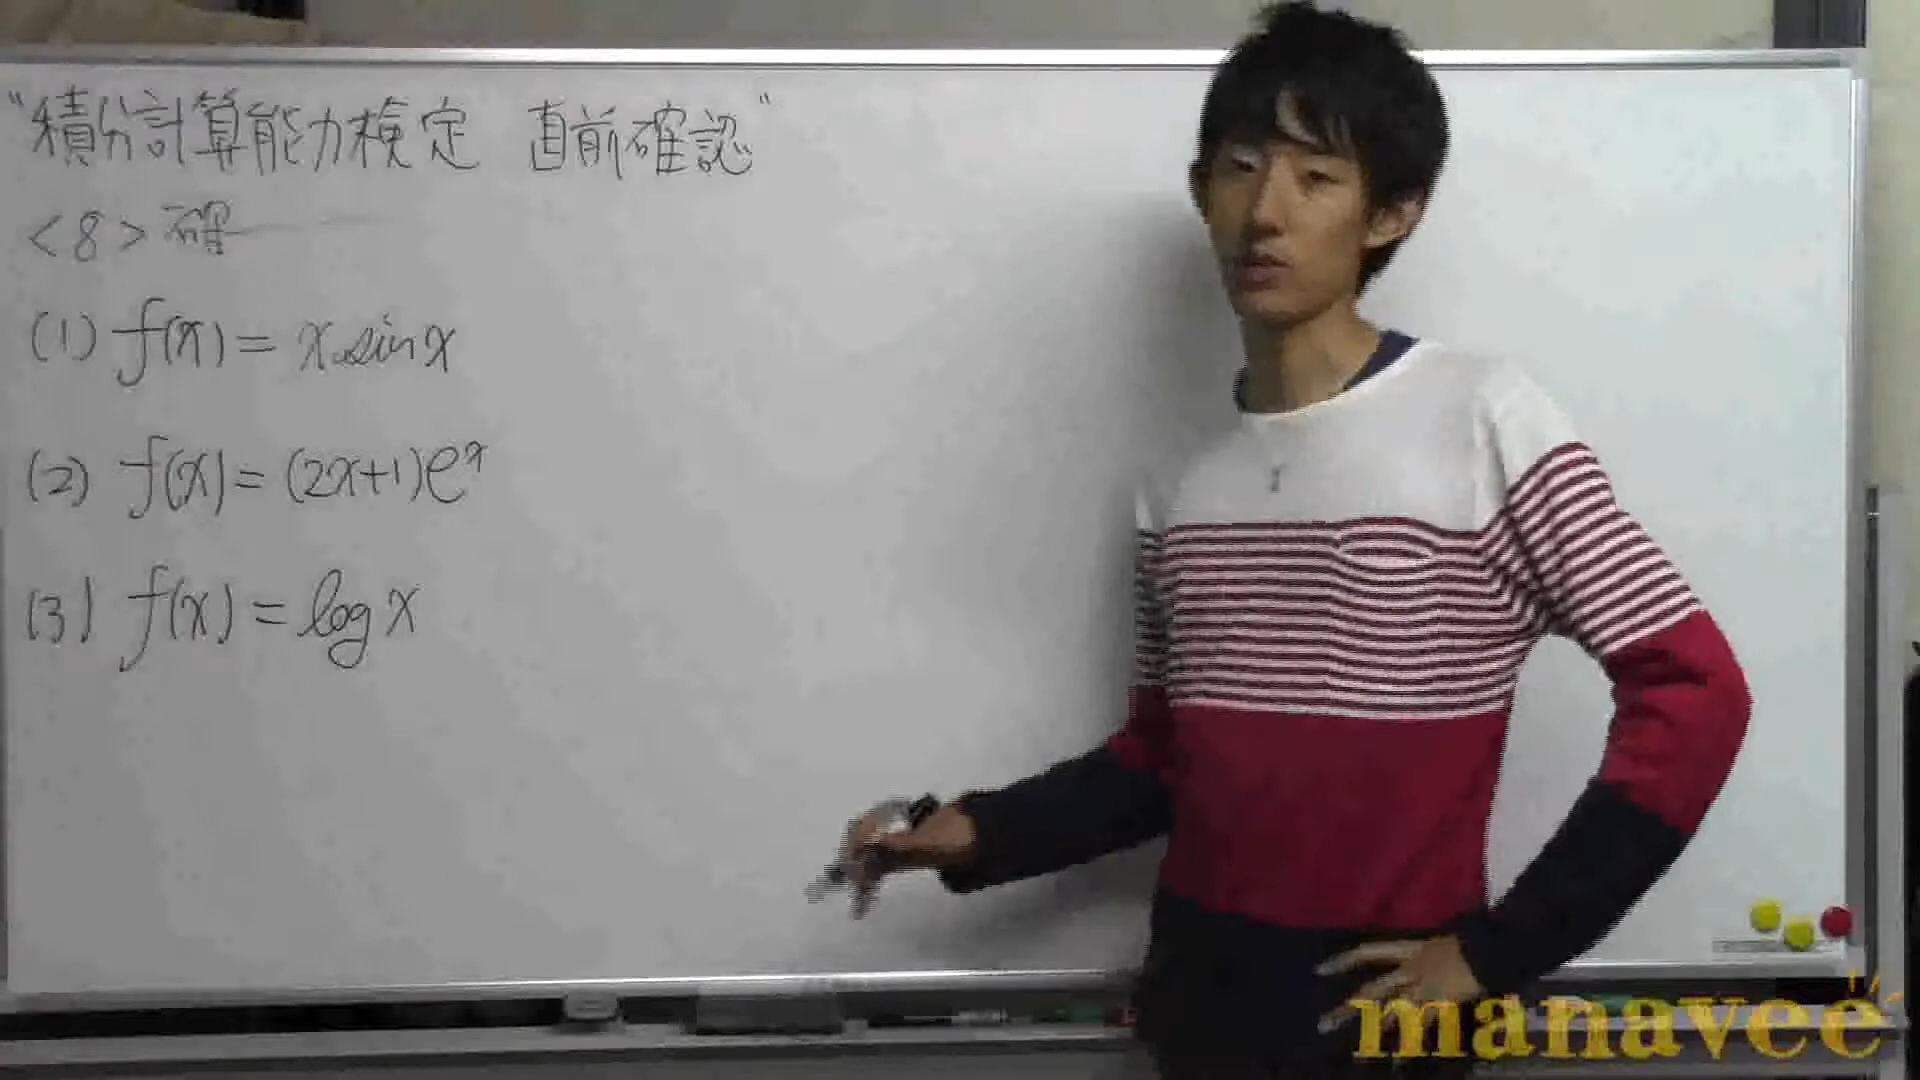 "積分計算能力検定 直前確認"
<8> 確
(1) f(x) = x sin x
(2) f(x) = (2x+1)eˣ
(3) f(x) = log x
manavee